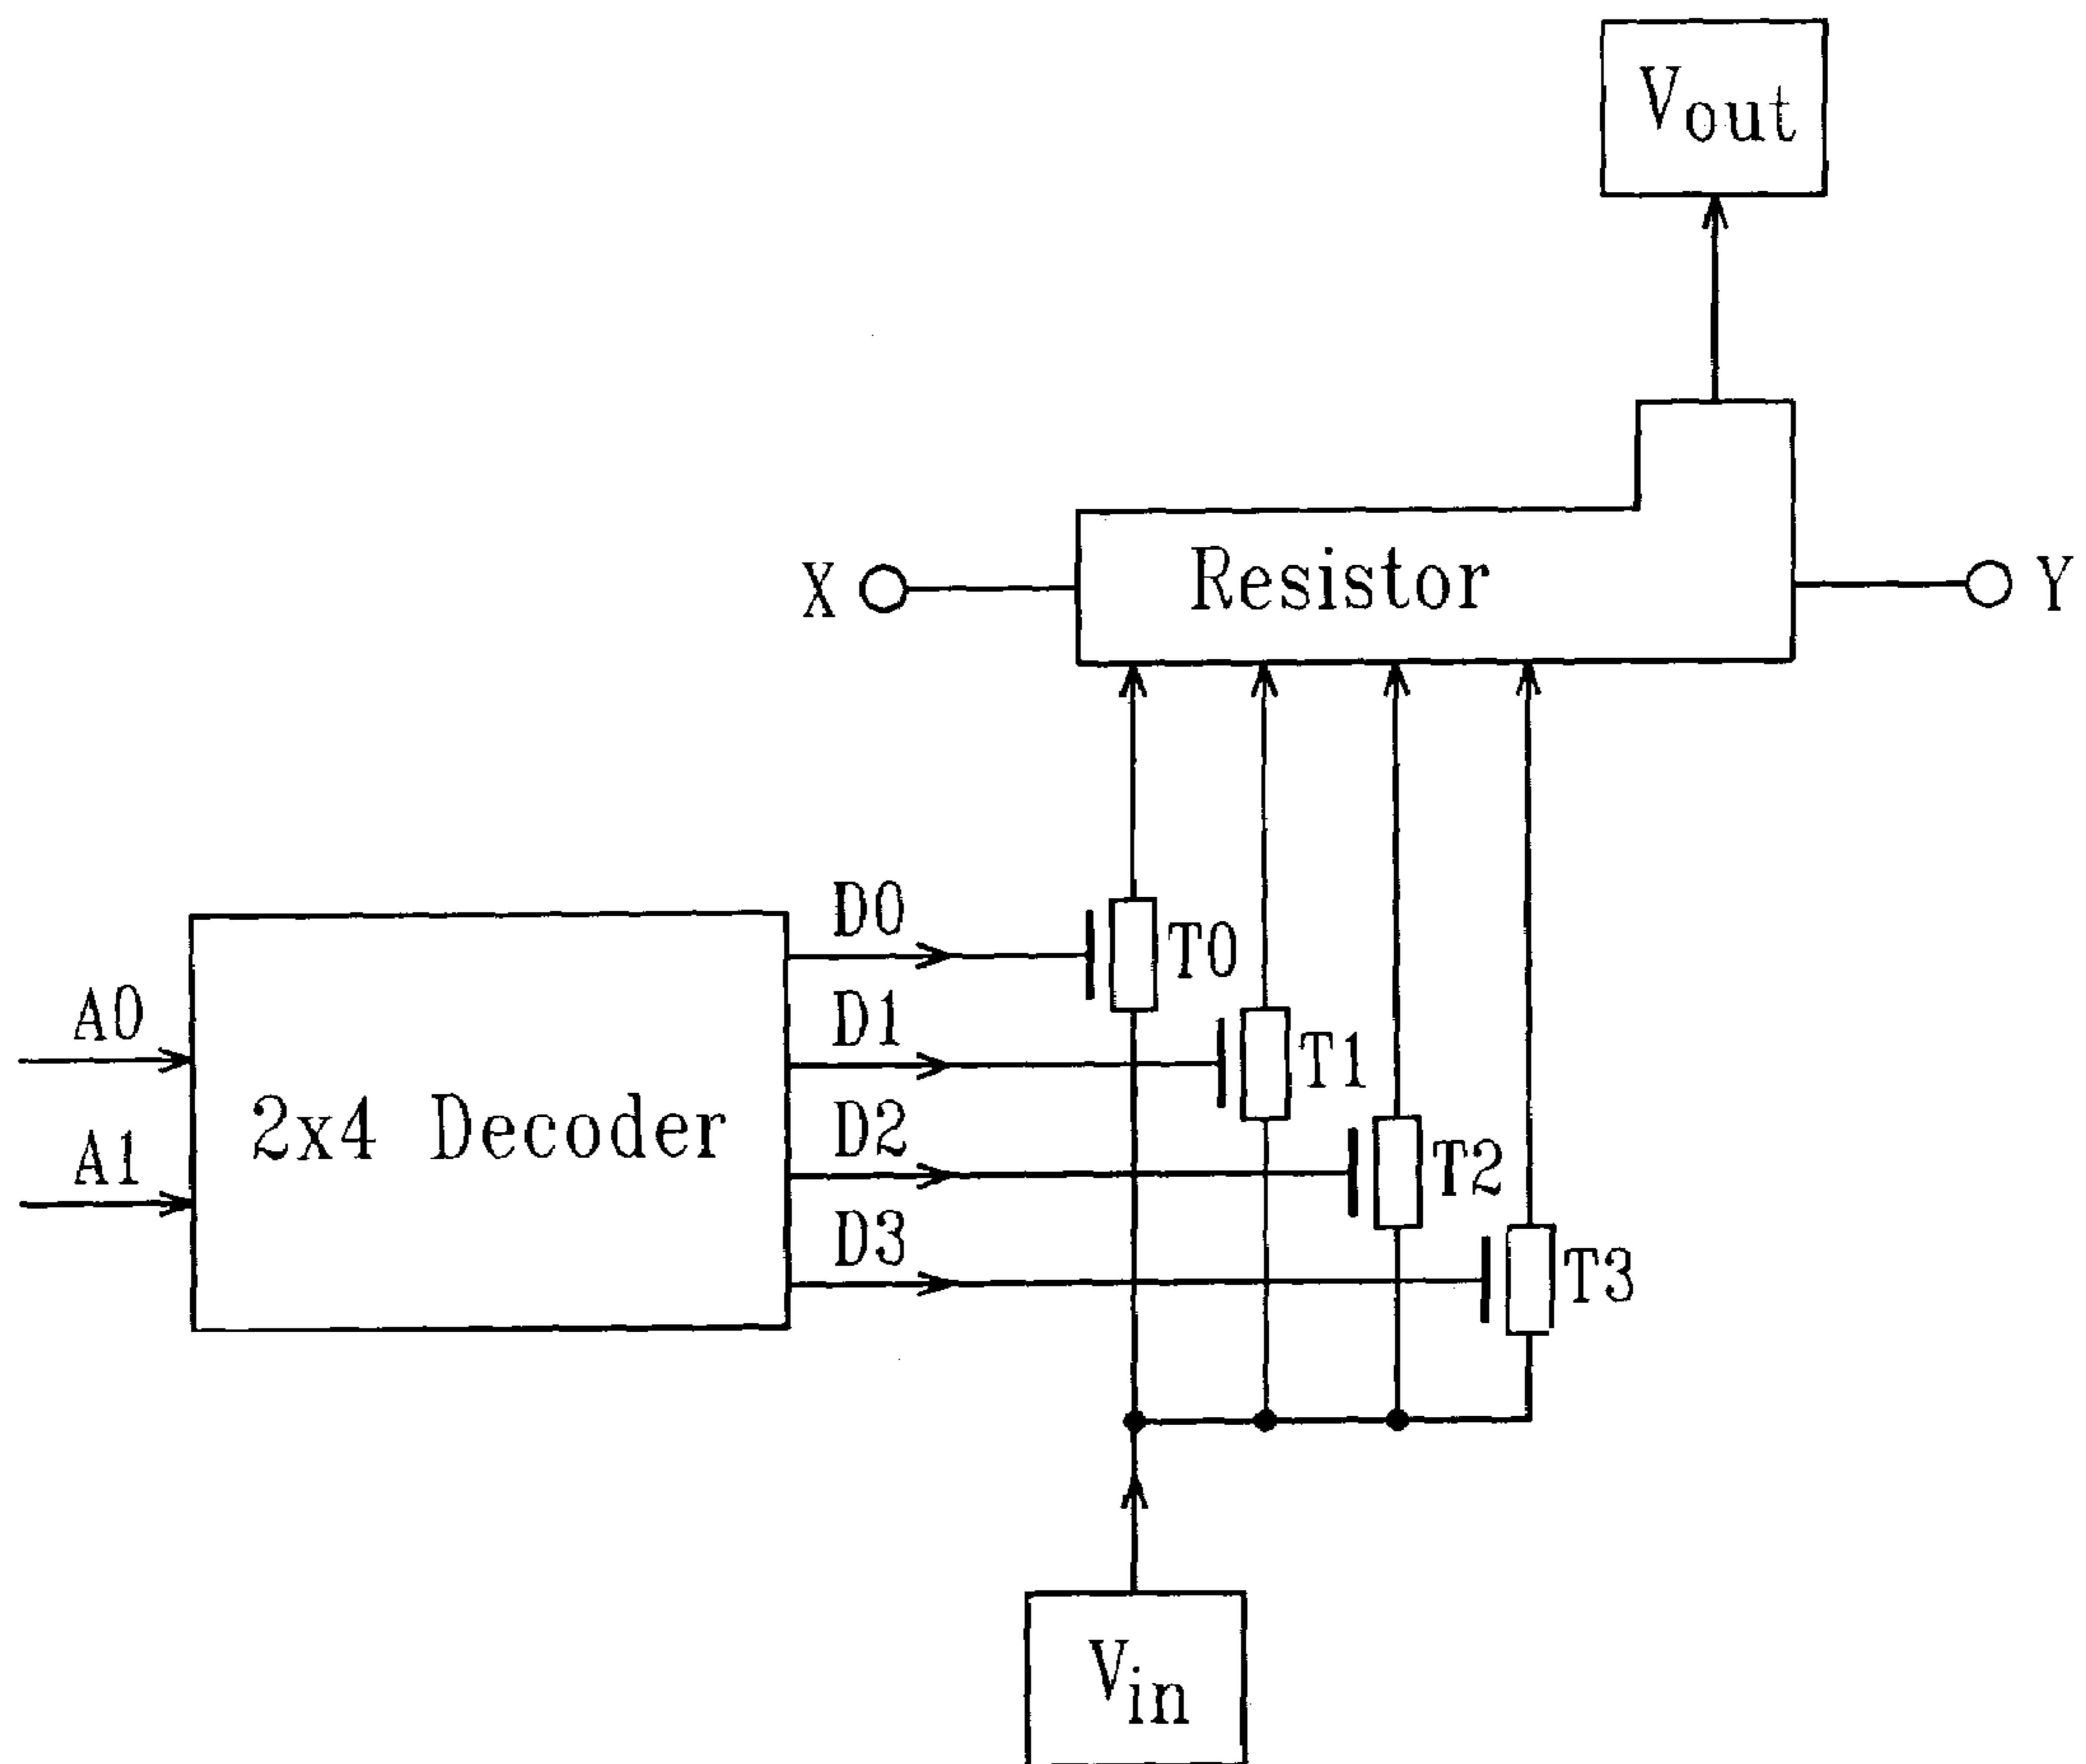 Vout
X
Resistor
Y
D0
T0
A0
D1
T1
2x4 Decoder
D2
A1
T2
D3
T3
Vin